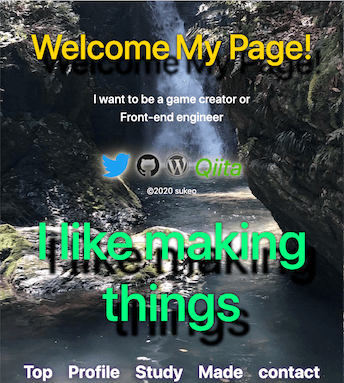 Welcome My Page!
I want to be a game creator or
Front-end engineer
Qiita
©2020 sukeo
I like making
things
Top Profile Study Made contact